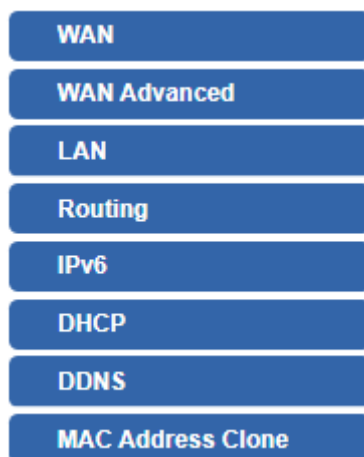 WAN
WAN Advanced
LAN
Routing
IPv6
DHCP
DDNS
MAC Address Clone